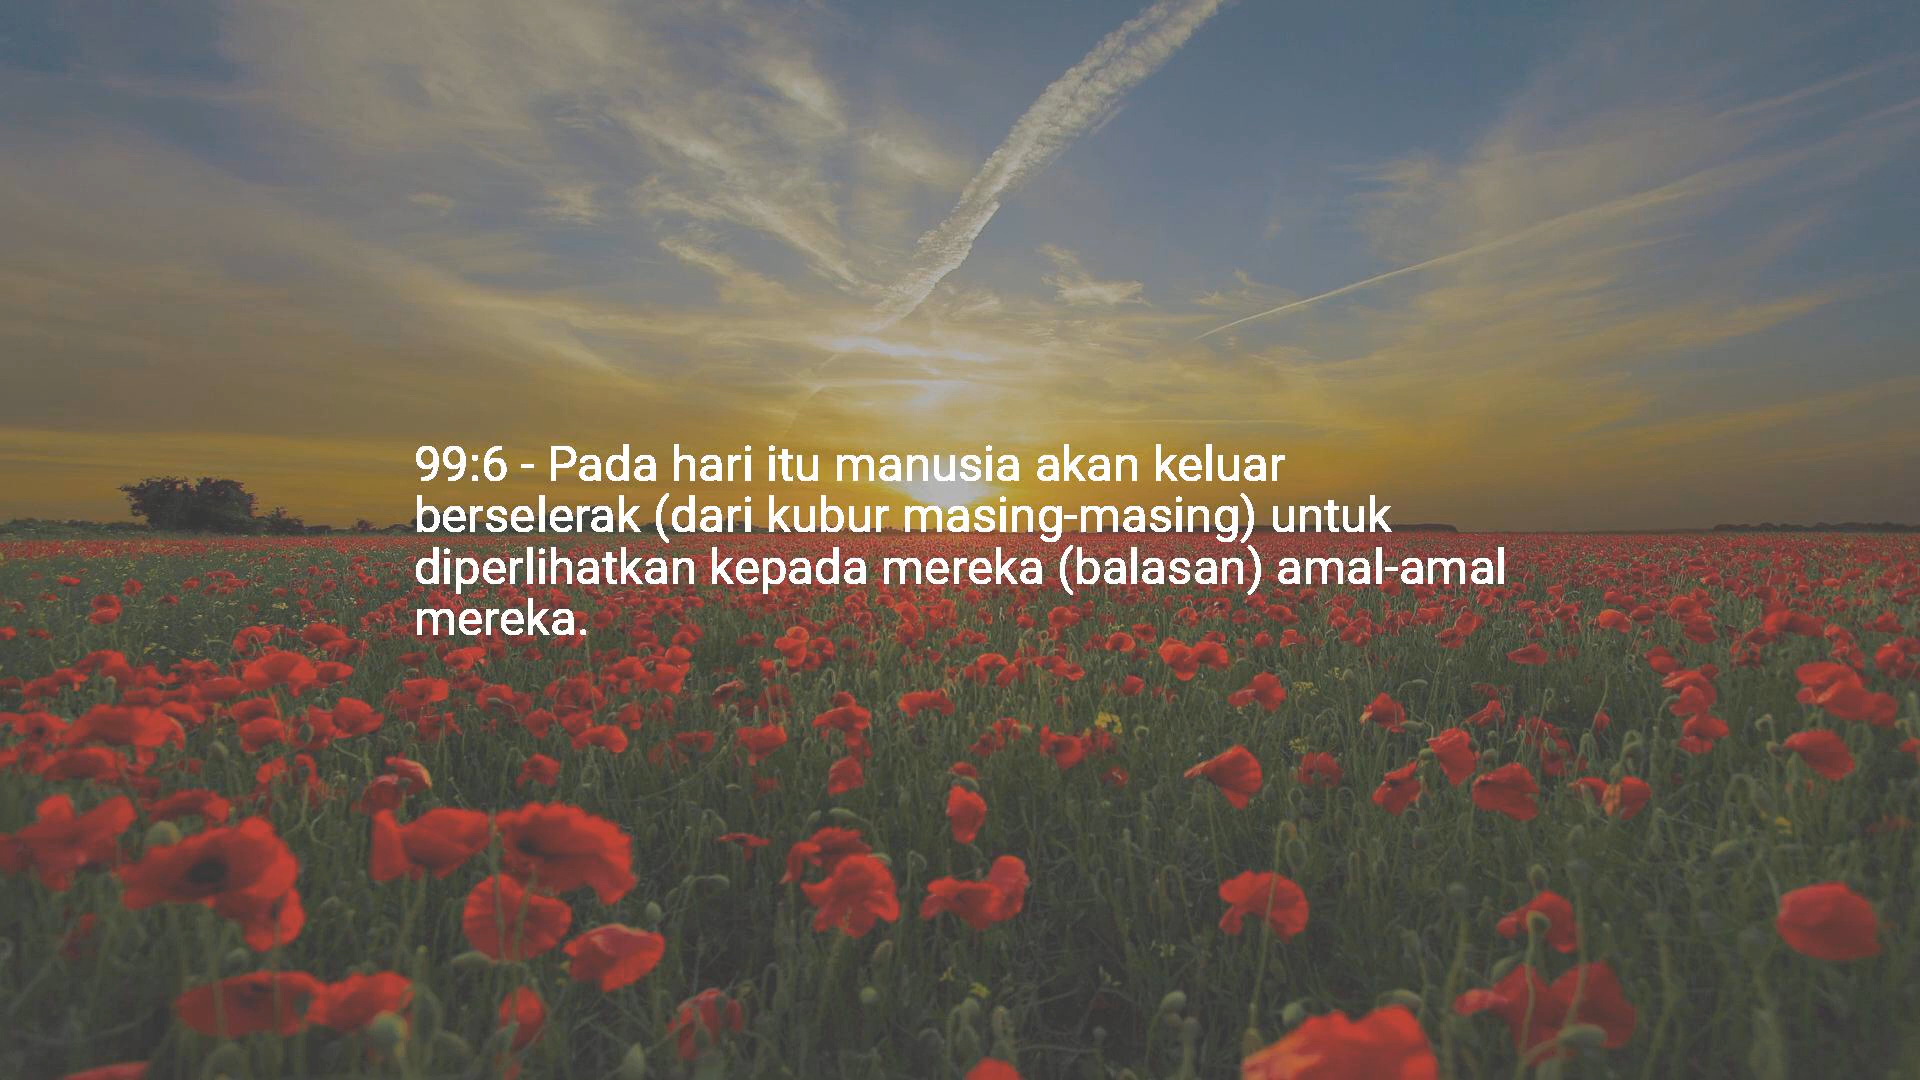 99:6 - Pada hari itu manusia akan keluar
berselerak (dari kubur masing-masing) untuk
diperlihatkan kepada mereka (balasan) amal-amal
mereka.